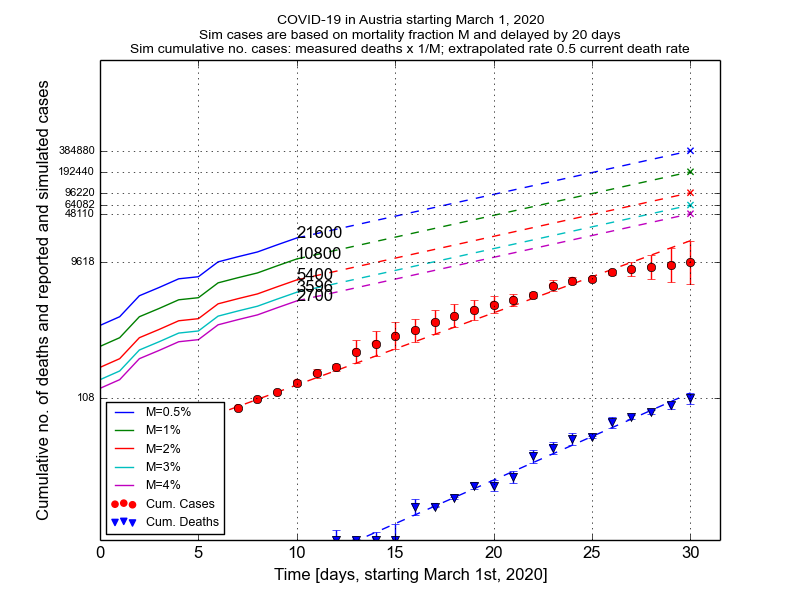 COVID-19 in Austria starting March 1, 2020
Sim cases are based on mortality fraction M and delayed by 20 days
Sim cumulative no. cases: measured deaths x 1/M; extrapolated rate 0.5 current death rate
Cumulative no. of deaths and reported and simulated cases
384880
192440
96220
64082
48110
9618
108
21600
10800
5400
3596
2700
M=0.5%
M=1%
M=2%
M=3%
M=4%
Cum. Cases
Cum. Deaths
0 5 10 15 20 25 30
Time [days, starting March 1st, 2020]